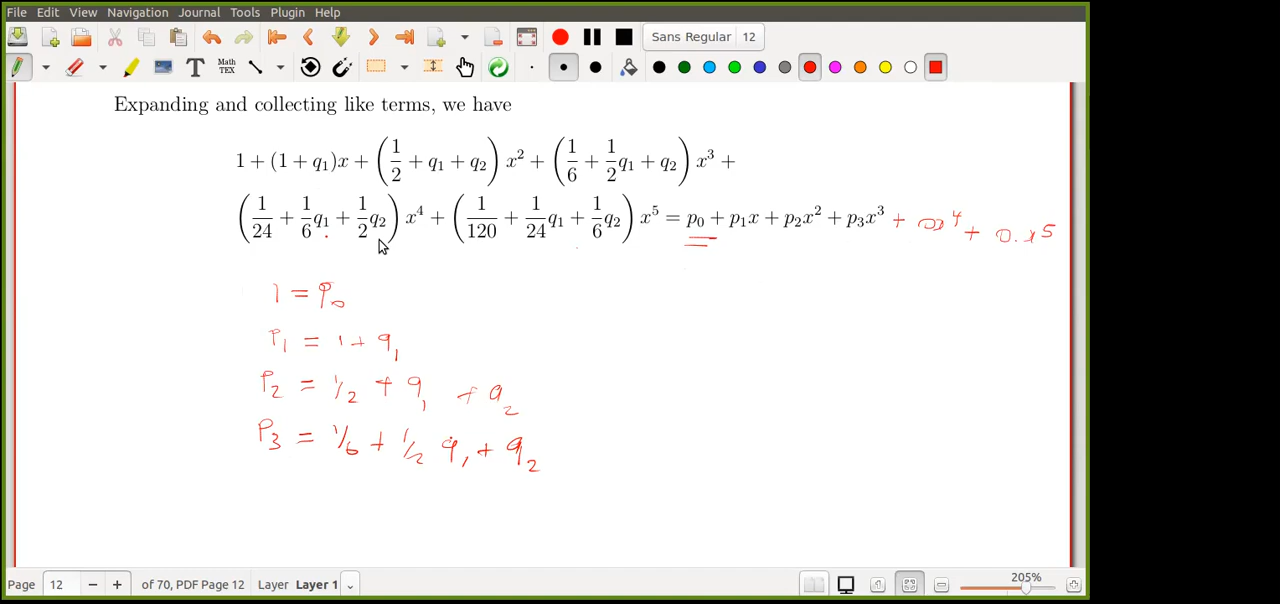 File Edit View Navigation Journal Tools Plugin Help
Sans Regular 12
Math TEX
Expanding and collecting like terms, we have
1 + (1 + q₁)x + (1/2 + q₁ + q₂) x² + (1/6 + 1/2 q₁ + q₂) x³ +
(1/24 + 1/6 q₁ + 1/2 q₂) x⁴ + (1/120 + 1/24 q₁ + 1/6 q₂) x⁵ = p₀ + p₁x + p₂x² + p₃x³ + 0x⁴ + 0.x⁵
1 = P₀
P₁ = 1 + q₁
P₂ = 1/2 + q₁ + q₂
P₃ = 1/6 + 1/2 q₁ + q₂
Page 12 of 70, PDF Page 12 Layer Layer 1 205%